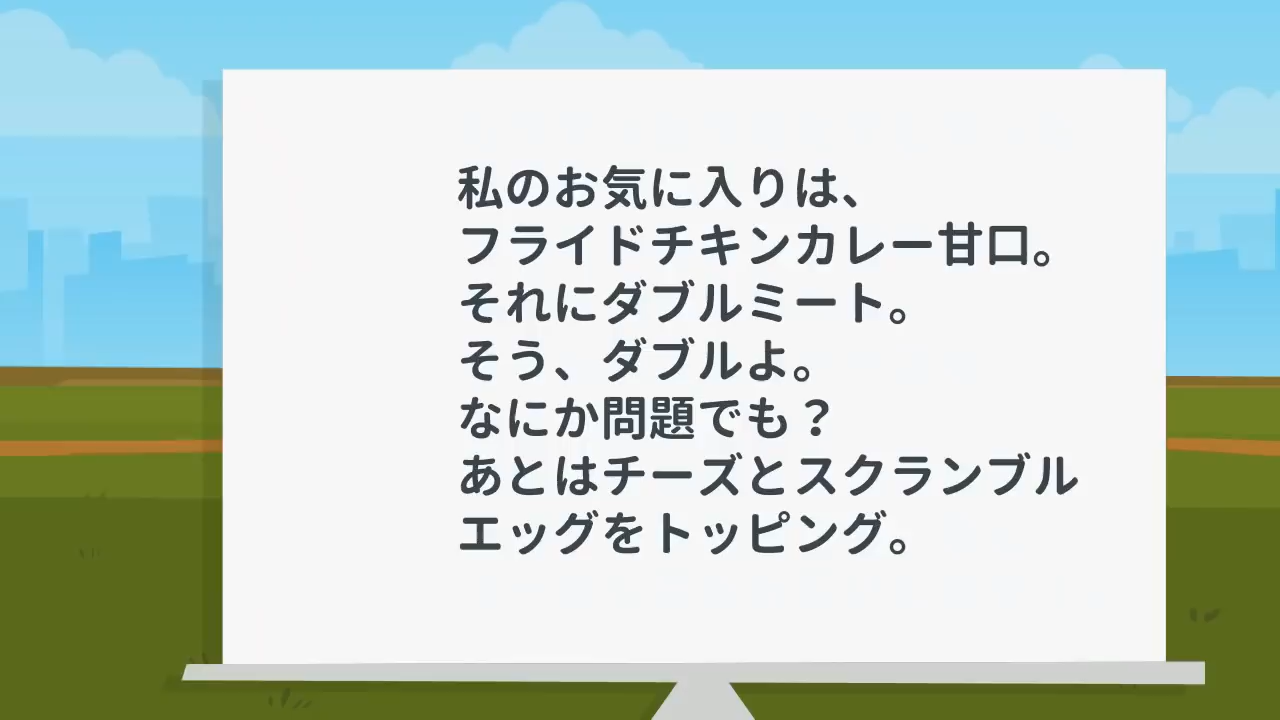 私のお気に入りは、
フライドチキンカレー甘口。
それにダブルミート。
そう、ダブルよ。
なにか問題でも？
あとはチーズとスクランブル
エッグをトッピング。